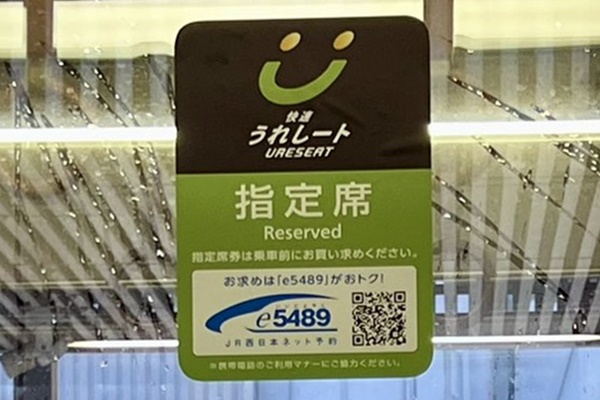 快速
うれしート
URESEAT
指定席
Reserved
指定席券は乗車前にお買い求めください。
お求めは「e5489」がおトク!
e5489
JR西日本ネット予約
※携帯電話のご利用マナーにご協力ください。